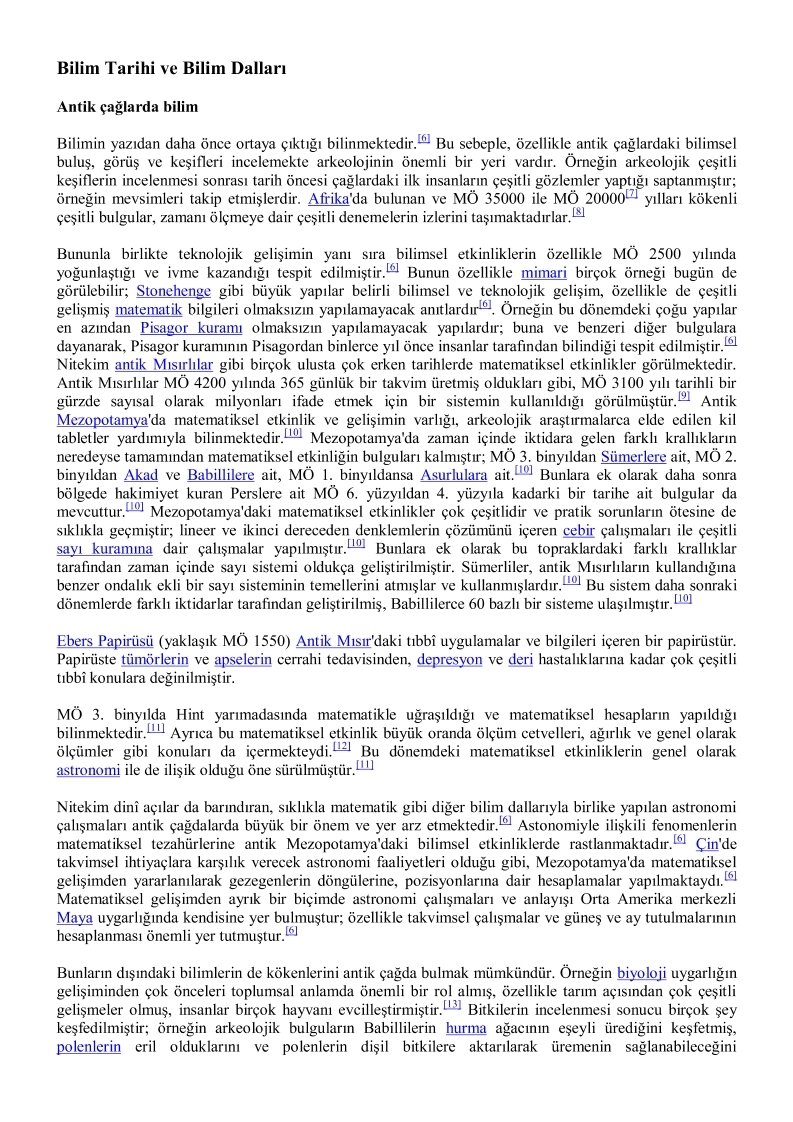 Bilim Tarihi ve Bilim Dalları
Antik çağlarda bilim
Bilimin yazıdan daha önce ortaya çıktığı bilinmektedir.[6] Bu sebeple, özellikle antik çağlardaki bilimsel
buluş, görüş ve keşifleri incelemekte arkeolojinin önemli bir yeri vardır. Örneğin arkeolojik çeşitli
keşiflerin incelenmesi sonrası tarih öncesi çağlardaki ilk insanların çeşitli gözlemler yaptığı saptanmıştır;
örneğin mevsimleri takip etmişlerdir. Afrika'da bulunan ve MÖ 35000 ile MÖ 20000[7] yılları kökenli
çeşitli bulgular, zamanı ölçmeye dair çeşitli denemelerin izlerini taşımaktadırlar.[8]
Bununla birlikte teknolojik gelişimin yanı sıra bilimsel etkinliklerin özellikle MÖ 2500 yılında
yoğunlaştığı ve ivme kazandığı tespit edilmiştir.[6] Bunun özellikle mimari birçok örneği bugün de
görülebilir; Stonehenge gibi büyük yapılar belirli bilimsel ve teknolojik gelişim, özellikle de çeşitli
gelişmiş matematik bilgileri olmaksızın yapılamayacak anıtlardır[6]. Örneğin bu dönemdeki çoğu yapılar
en azından Pisagor kuramı olmaksızın yapılamayacak yapılardır; buna ve benzeri diğer bulgulara
dayanarak, Pisagor kuramının Pisagordan binlerce yıl önce insanlar tarafından bilindiği tespit edilmiştir.[6]
Nitekim antik Mısırlılar gibi birçok ulusta çok erken tarihlerde matematiksel etkinlikler görülmektedir.
Antik Mısırlılar MÖ 4200 yılında 365 günlük bir takvim üretmiş oldukları gibi, MÖ 3100 yılı tarihli bir
gürzde sayısal olarak milyonları ifade etmek için bir sistemin kullanıldığı görülmüştür.[9] Antik
Mezopotamya'da matematiksel etkinlik ve gelişimin varlığı, arkeolojik araştırmalarca elde edilen kil
tabletler yardımıyla bilinmektedir.[10] Mezopotamya'da zaman içinde iktidara gelen farklı krallıkların
neredeyse tamamından matematiksel etkinliğin bulguları kalmıştır; MÖ 3. binyıldan Sümerlere ait, MÖ 2.
binyıldan Akad ve Babillilere ait, MÖ 1. binyıldansa Asurlulara ait.[10] Bunlara ek olarak daha sonra
bölgede hakimiyet kuran Perslere ait MÖ 6. yüzyıldan 4. yüzyıla kadarki bir tarihe ait bulgular da
mevcuttur.[10] Mezopotamya'daki matematiksel etkinlikler çok çeşitlidir ve pratik sorunların ötesine de
sıklıkla geçmiştir; lineer ve ikinci dereceden denklemlerin çözümünü içeren cebir çalışmaları ile çeşitli
sayı kuramına dair çalışmalar yapılmıştır.[10] Bunlara ek olarak bu topraklardaki farklı krallıklar
tarafından zaman içinde sayı sistemi oldukça geliştirilmiştir. Sümerliler, antik Mısırlıların kullandığına
benzer ondalık ekli bir sayı sisteminin temellerini atmışlar ve kullanmışlardır.[10] Bu sistem daha sonraki
dönemlerde farklı iktidarlar tarafından geliştirilmiş, Babillilerce 60 bazlı bir sisteme ulaşılmıştır.[10]
Ebers Papirüsü (yaklaşık MÖ 1550) Antik Mısır'daki tıbbî uygulamalar ve bilgileri içeren bir papirüstür.
Papirüste tümörlerin ve apselerin cerrahi tedavisinden, depresyon ve deri hastalıklarına kadar çok çeşitli
tıbbî konulara değinilmiştir.
MÖ 3. binyılda Hint yarımadasında matematikle uğraşıldığı ve matematiksel hesapların yapıldığı
bilinmektedir.[11] Ayrıca bu matematiksel etkinlik büyük oranda ölçüm cetvelleri, ağırlık ve genel olarak
ölçümler gibi konuları da içermekteydi.[12] Bu dönemdeki matematiksel etkinliklerin genel olarak
astronomi ile de ilişik olduğu öne sürülmüştür.[11]
Nitekim dinî açılar da barındıran, sıklıkla matematik gibi diğer bilim dallarıyla birlike yapılan astronomi
çalışmaları antik çağdalarda büyük bir önem ve yer arz etmektedir.[6] Astonomiyle ilişkili fenomenlerin
matematiksel tezahürlerine antik Mezopotamya'daki bilimsel etkinliklerde rastlanmaktadır.[6] Çin'de
takvimsel ihtiyaçlara karşılık verecek astronomi faaliyetleri olduğu gibi, Mezopotamya'da matematiksel
gelişimden yararlanılarak gezegenlerin döngülerine, pozisyonlarına dair hesaplamalar yapılmaktaydı.[6]
Matematiksel gelişimden ayrık bir biçimde astronomi çalışmaları ve anlayışı Orta Amerika merkezli
Maya uygarlığında kendisine yer bulmuştur; özellikle takvimsel çalışmalar ve güneş ve ay tutulmalarının
hesaplanması önemli yer tutmuştur.[6]
Bunların dışındaki bilimlerin de kökenlerini antik çağda bulmak mümkündür. Örneğin biyoloji uygarlığın
gelişiminden çok önceleri toplumsal anlamda önemli bir rol almış, özellikle tarım açısından çok çeşitli
gelişmeler olmuş, insanlar birçok hayvanı evcilleştirmiştir.[13] Bitkilerin incelenmesi sonucu birçok şey
keşfedilmiştir; örneğin arkeolojik bulguların Babillilerin hurma ağacının eşeyli ürediğini keşfetmiş,
polenlerin eril olduklarını ve polenlerin dişil bitkilere aktarılarak üremenin sağlanabileceğini